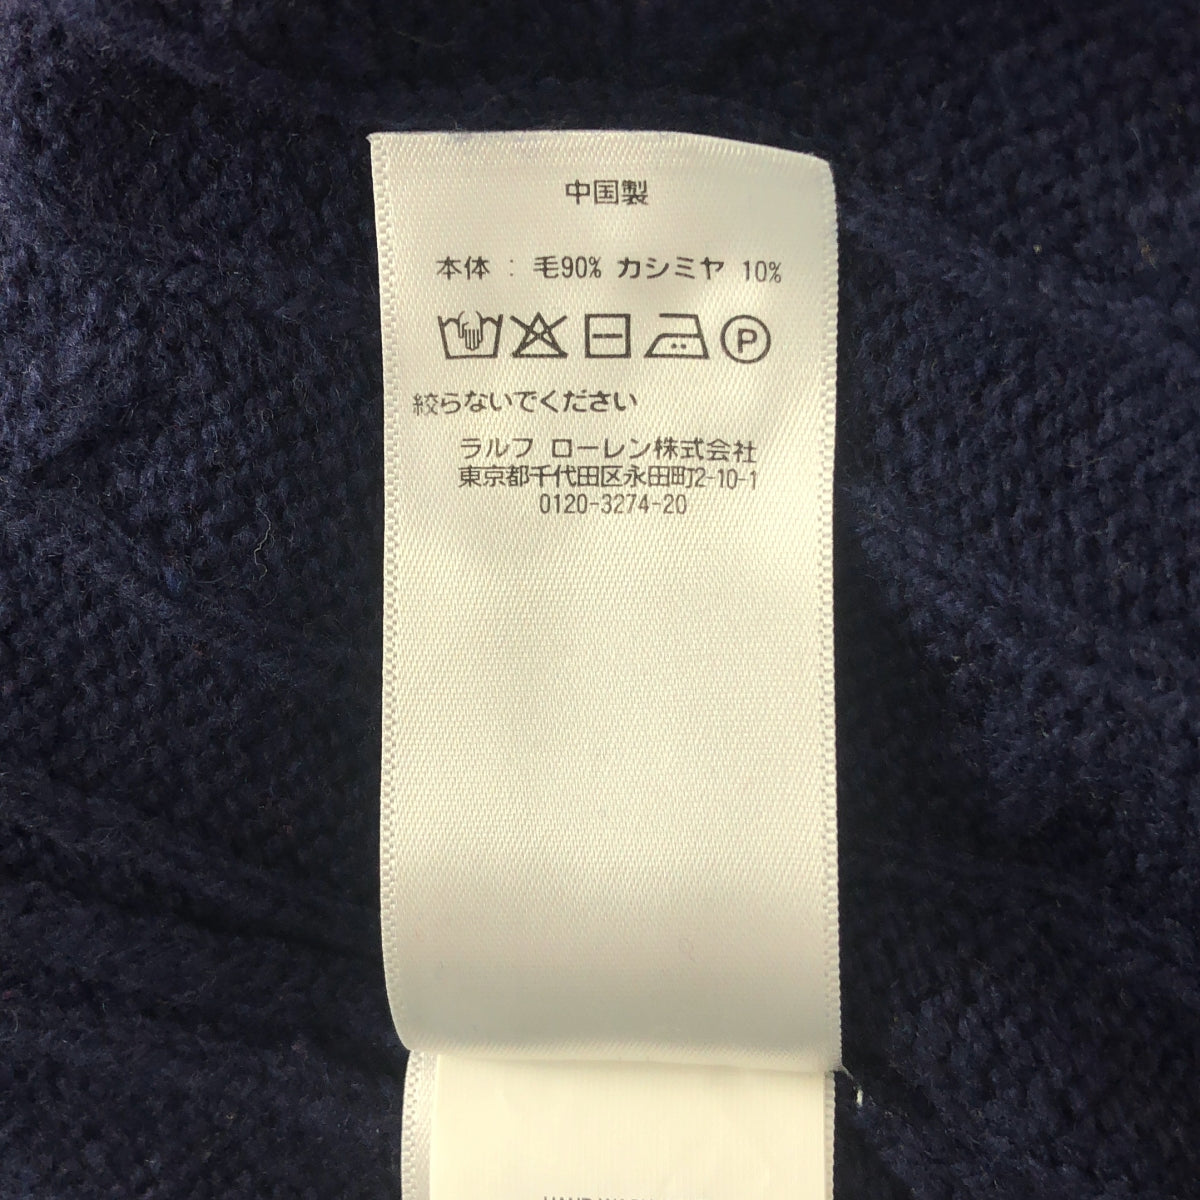 中国製
本体 : 毛90% カシミヤ 10%
P
絞らないでください
ラルフ ローレン株式会社
東京都千代田区永田町2-10-1
0120-3274-20